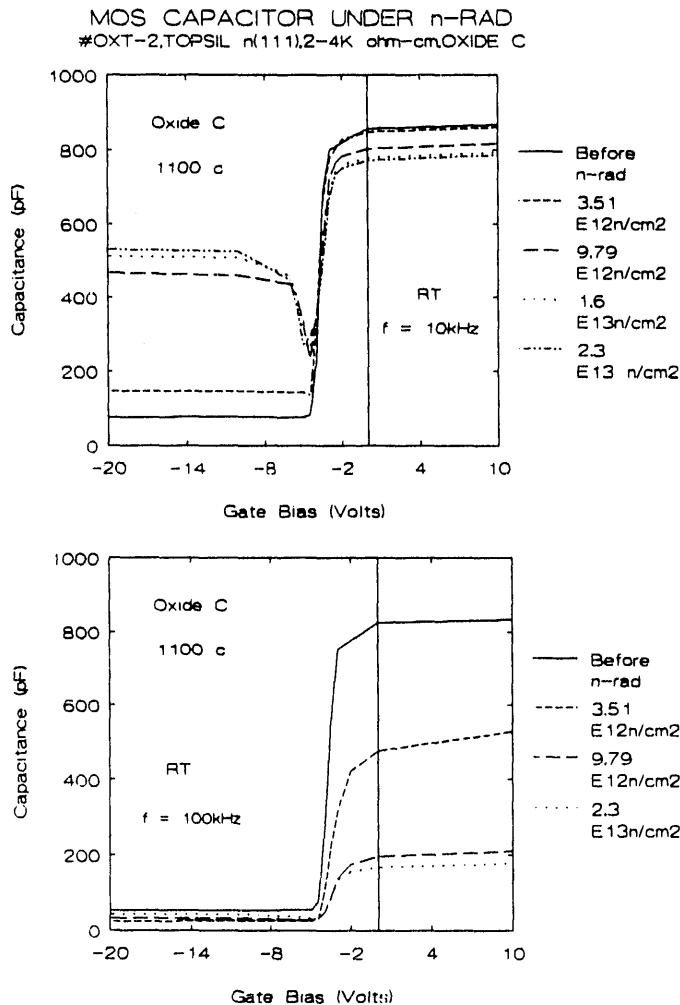 MOS CAPACITOR UNDER n-RAD
#OXT-2,TOPSIL n(111),2-4K ohm-cm,OXIDE C
1000
800
600
400
200
0
Capacitance (pF)
Oxide C
1100 c
RT
f = 10kHz
-20
-14
-8
-2
4
10
Gate Bias (Volts)
Before
n-rad
3.51
E12n/cm2
9.79
E12n/cm2
1.6
E13n/cm2
2.3
E13 n/cm2
1000
800
600
400
200
0
Capacitance (pF)
Oxide C
1100 c
RT
f = 100kHz
-20
-14
-8
-2
4
10
Gate Bias (Volts)
Before
n-rad
3.51
E12n/cm2
9.79
E12n/cm2
2.3
E13n/cm2